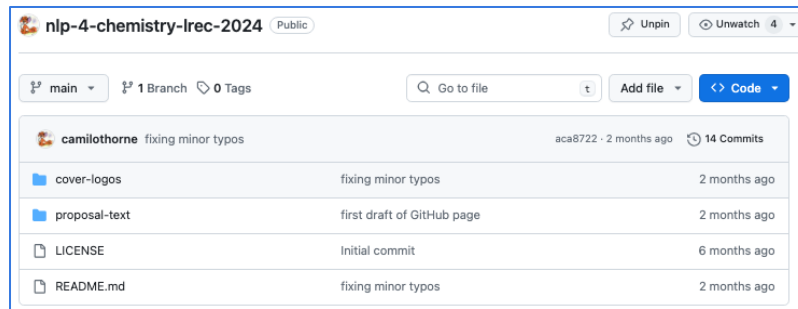 nlp-4-chemistry-lrec-2024 Public Unpin Unwatch 4
main 1 Branch 0 Tags Go to file t Add file <> Code
camilothorne fixing minor typos aca8722 · 2 months ago 14 Commits
cover-logos fixing minor typos 2 months ago
proposal-text first draft of GitHub page 2 months ago
LICENSE Initial commit 6 months ago
README.md fixing minor typos 2 months ago